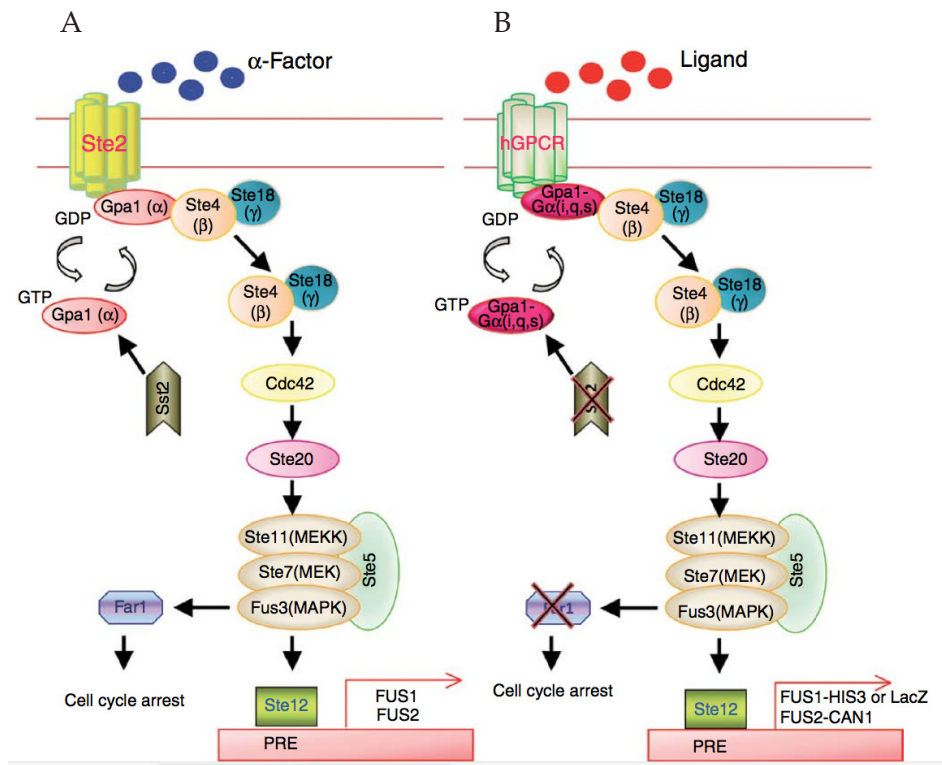 A
α-Factor
Ste2
GDP
Gpa1 (α)
Ste4
(β)
Ste18
(γ)
GTP
Gpa1 (α)
Ste4
(β)
Ste18
(γ)
Sst2
Cdc42
Ste20
Ste11(MEKK)
Ste7(MEK)
Fus3(MAPK)
Ste5
Far1
Cell cycle arrest
Ste12
FUS1
FUS2
PRE
B
Ligand
hGPCR
GDP
Gpa1-
Gα(i,q,s)
Ste4
(β)
Ste18
(γ)
GTP
Gpa1-
Gα(i,q,s)
Ste4
(β)
Ste18
(γ)
Cdc42
Ste20
Ste11(MEKK)
Ste7(MEK)
Fus3(MAPK)
Ste5
Far1
Cell cycle arrest
Ste12
FUS1-HIS3 or LacZ
FUS2-CAN1
PRE